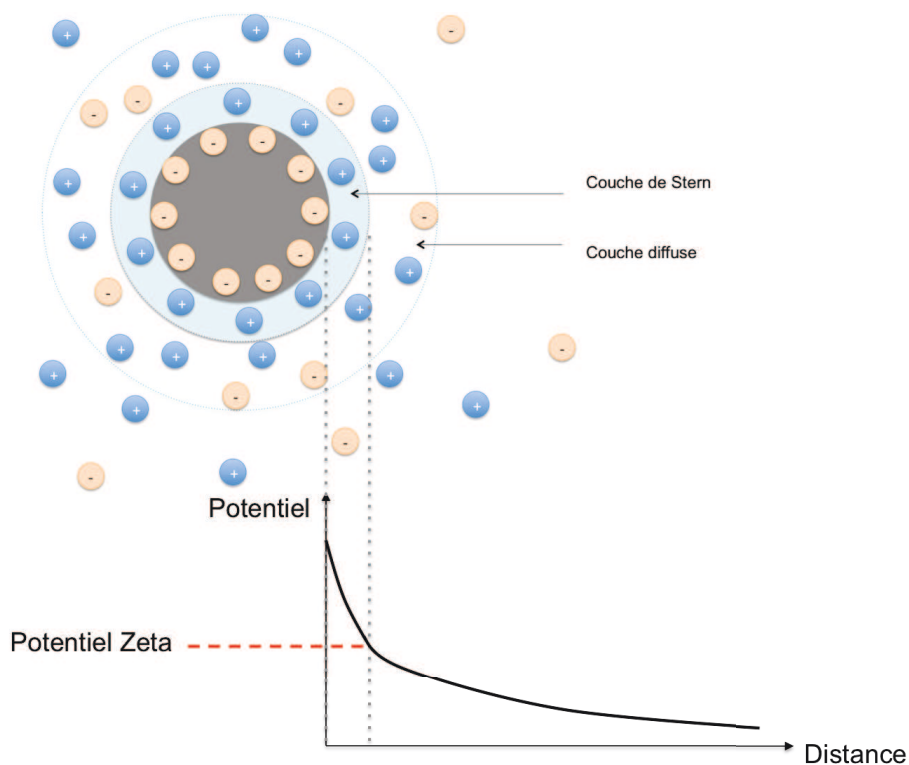 Couche de Stern
Couche diffuse
Potentiel
Potentiel Zeta
Distance